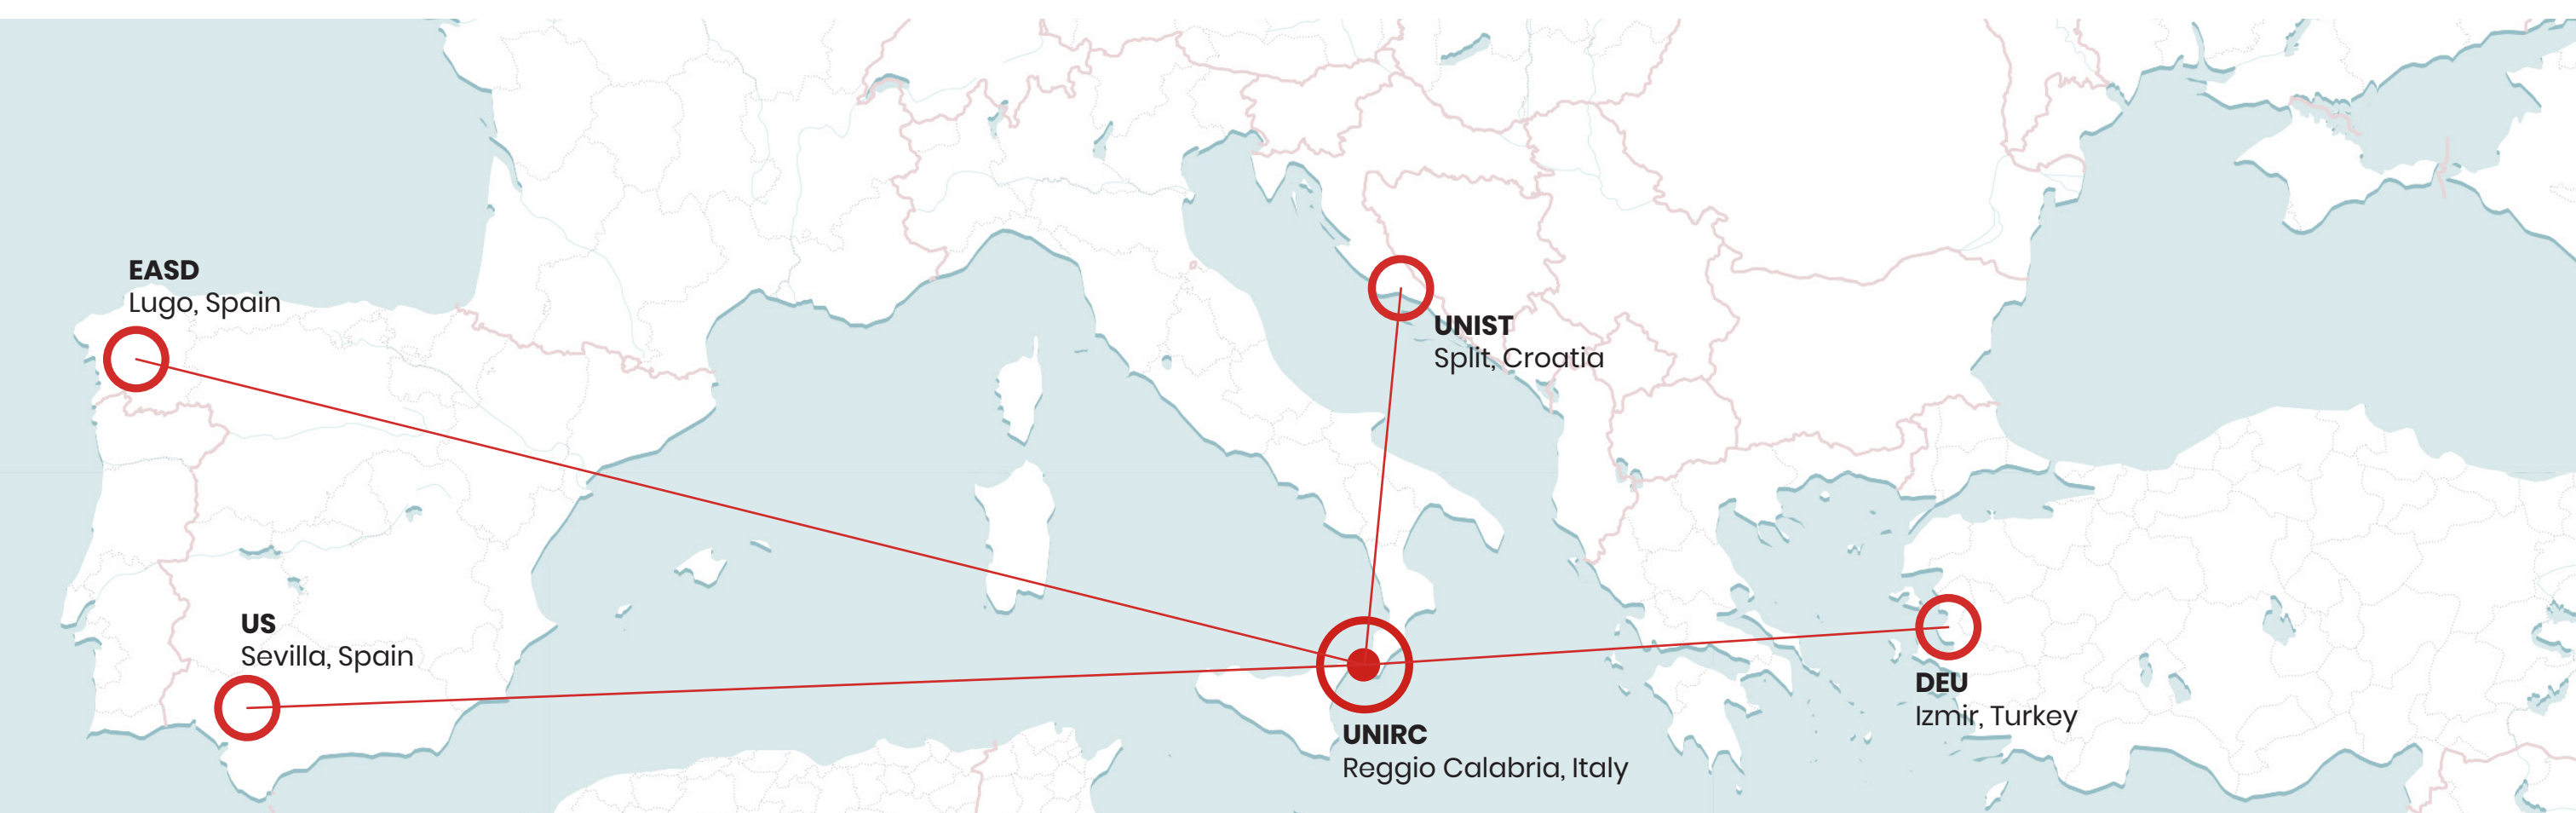 EASD
Lugo, Spain
UNIST
Split, Croatia
US
Sevilla, Spain
DEU
Izmir, Turkey
UNIRC
Reggio Calabria, Italy